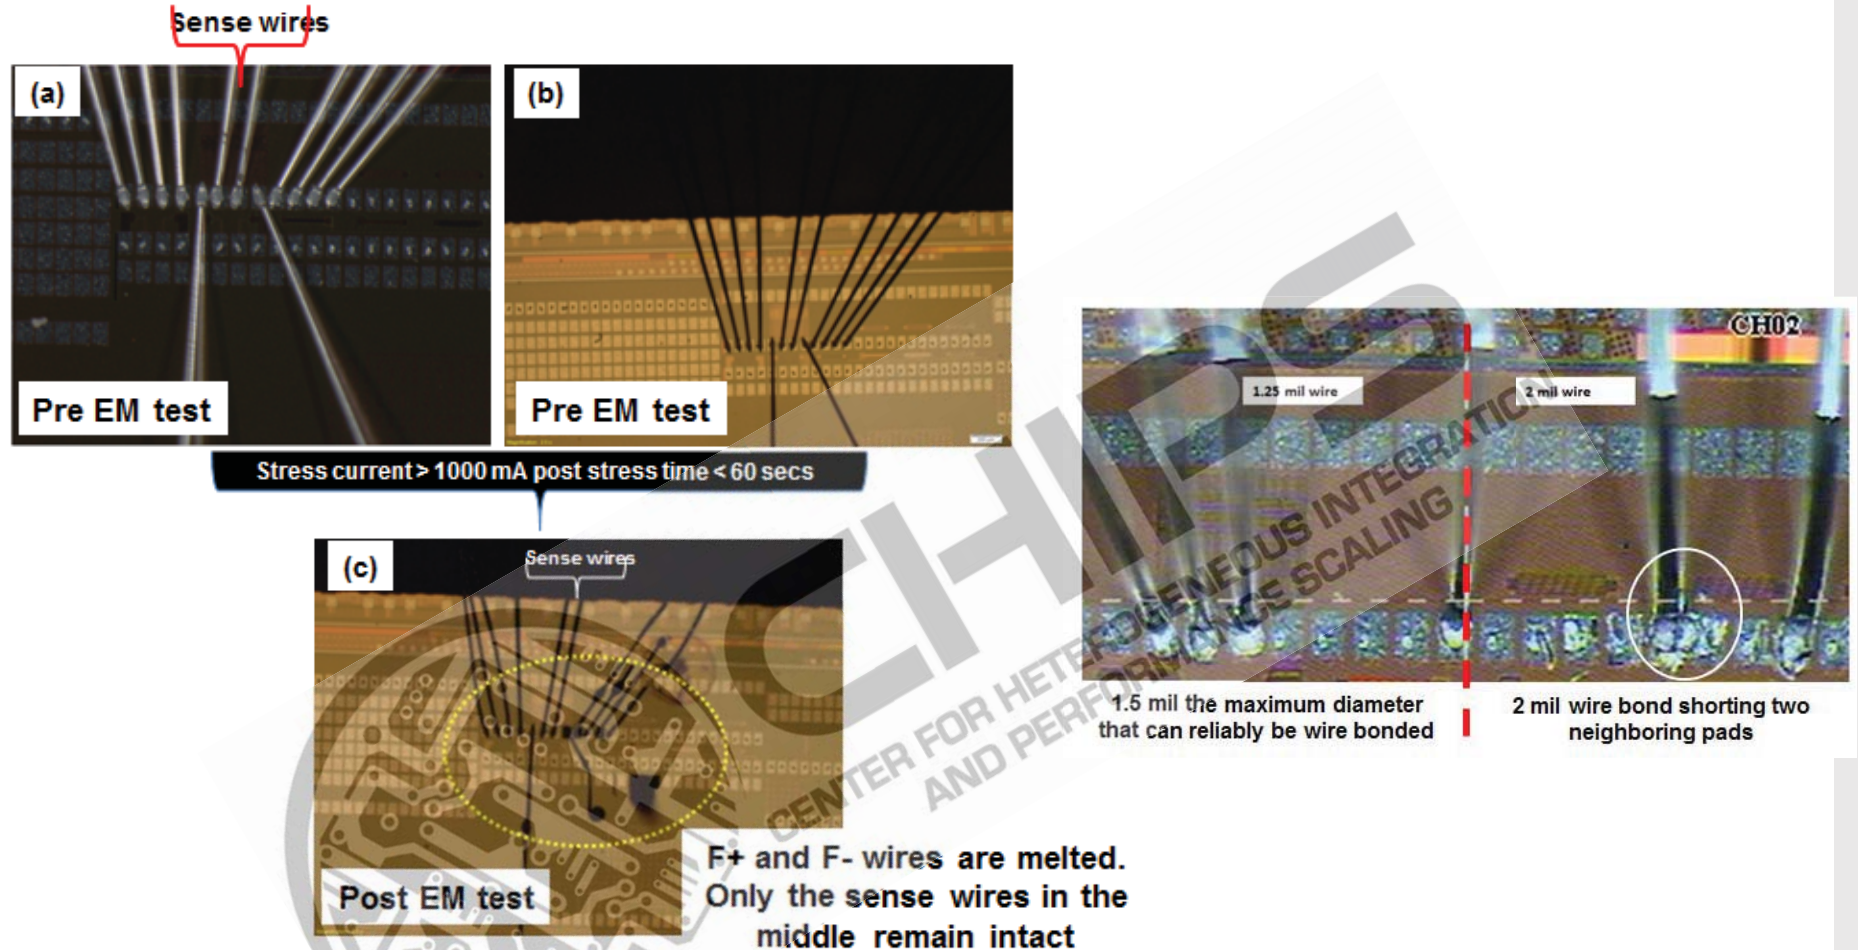 Sense wires
(a)
(b)
Pre EM test
Pre EM test
Stress current > 1000 mA post stress time < 60 secs
(c)
Sense wires
Post EM test
F+ and F- wires are melted.
Only the sense wires in the
middle remain intact
CH02
1.25 mil wire
2 mil wire
1.5 mil the maximum diameter
that can reliably be wire bonded
2 mil wire bond shorting two
neighboring pads
CHIPS
CENTER FOR HETEROGENEOUS INTEGRATION
AND PERFORMANCE SCALING